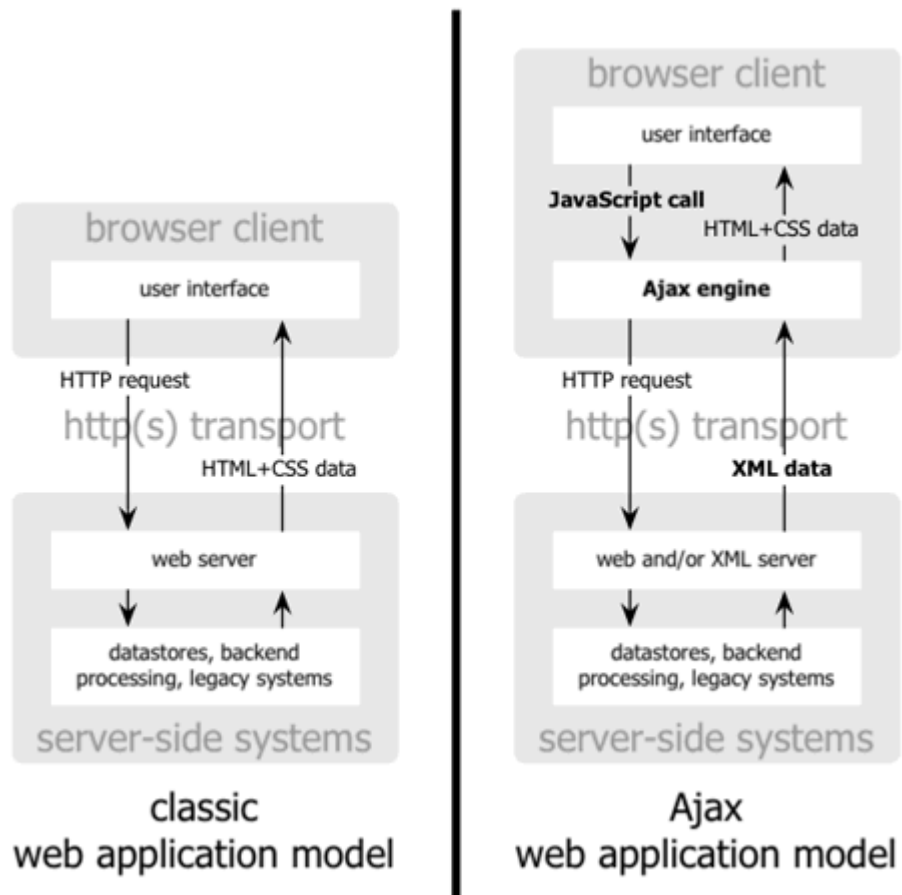 browser client
user interface
HTTP request
http(s) transport
HTML+CSS data
web server
datastores, backend
processing, legacy systems
server-side systems
classic
web application model
browser client
user interface
JavaScript call
HTML+CSS data
Ajax engine
HTTP request
http(s) transport
XML data
web and/or XML server
datastores, backend
processing, legacy systems
server-side systems
Ajax
web application model